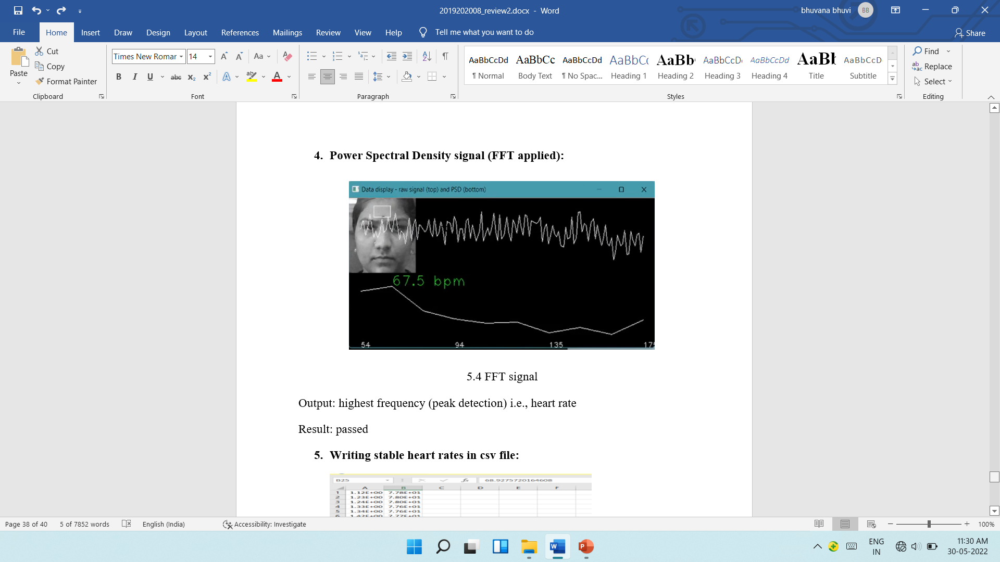 2019202008_review2.docx - Word
bhuvana bhuvi
BB
File
Home
Insert
Draw
Design
Layout
References
Mailings
Review
View
Help
Tell me what you want to do
Share
Paste
Cut
Copy
Format Painter
Clipboard
Times New Romar
14
Font
Paragraph
AaBbCcDd
¶ Normal
AaBbCc
Body Text
AaBbCcDd
¶ No Spac...
AaBbC
Heading 1
AaBb
Heading 2
AaBbCcD
Heading 3
AaBbCcDd
Heading 4
AaBl
Title
AaBbCcD
Subtitle
Styles
Find
Replace
Select
Editing
4. Power Spectral Density signal (FFT applied):
Data display - raw signal (top) and PSD (bottom)
67.5 bpm
54 94 135 175
5.4 FFT signal
Output: highest frequency (peak detection) i.e., heart rate
Result: passed
5. Writing stable heart rates in csv file:
B25 fx 68.9275720164608
A B C D E F
1 1.12E+00 7.78E+01
2 1.23E+00 7.80E+01
3 1.24E+00 7.80E+01
4 1.33E+00 7.76E+01
5 1.34E+00 7.76E+01
6 1.42E+00 7.77E+01
Page 38 of 40
5 of 7852 words
English (India)
Accessibility: Investigate
100%
ENG
IN
11:30 AM
30-05-2022